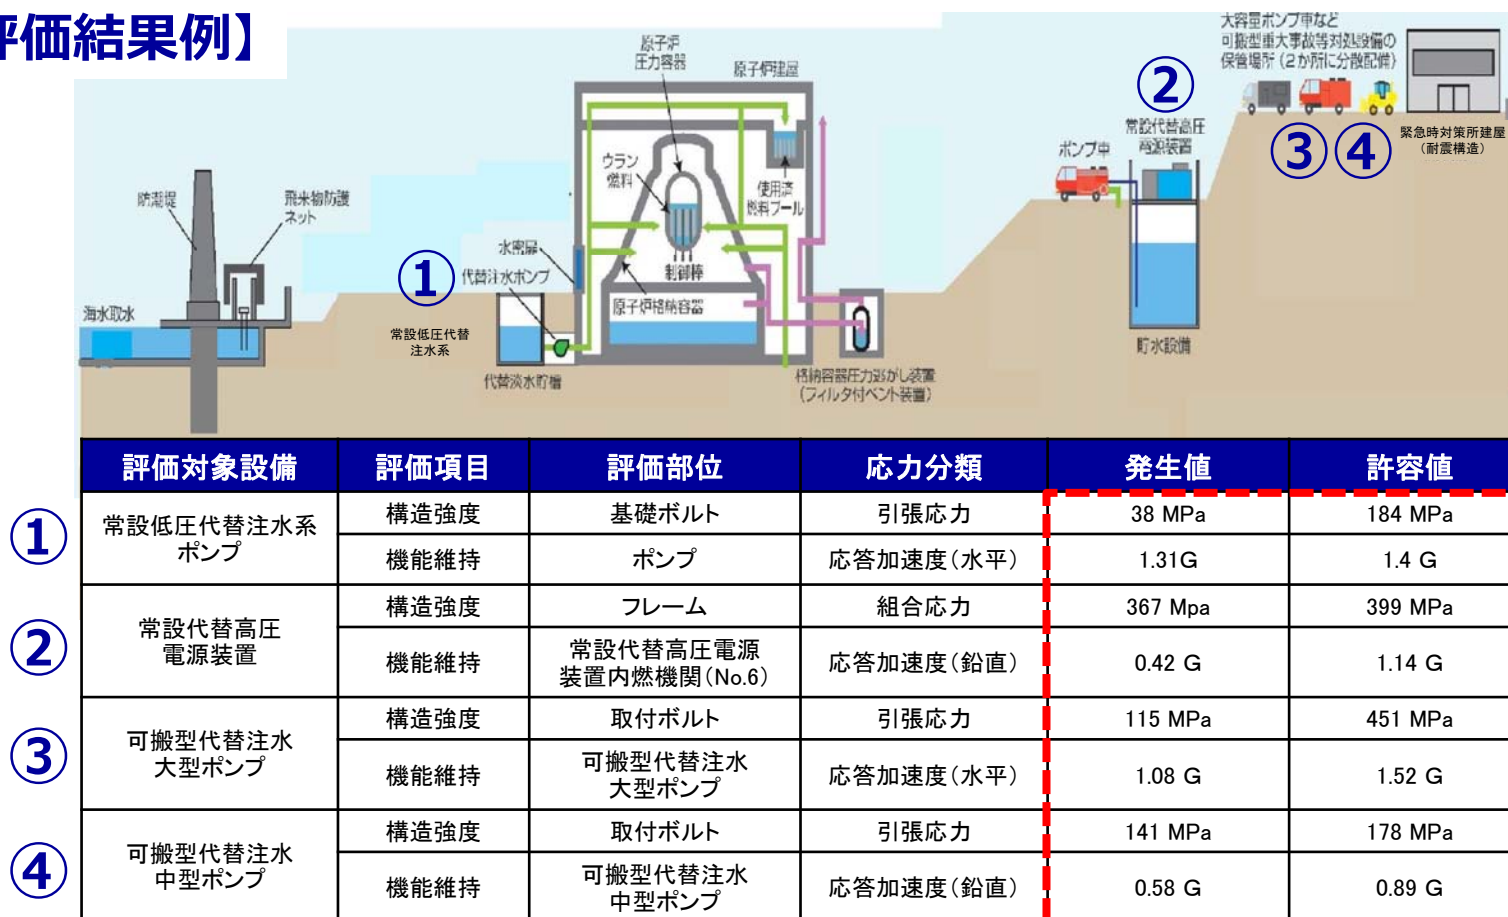 評価結果例】
大容量ポンプ車など
可搬型重大事故等対処設備の
保管場所（2か所に分散配備）
原子炉
圧力容器
原子炉建屋
②
常設代替高圧
電源装置
緊急時対策所建屋
（耐震構造）
③④
ポンプ車
ウラン
燃料
使用済
燃料プール
防潮堤
飛来物防護
ネット
水密扉
①
代替注水ポンプ
制御棒
原子炉格納容器
海水取水
常設低圧代替
注水系
貯水設備
代替淡水貯槽
格納容器圧力逃がし装置
（フィルタ付ベント装置）
評価対象設備 評価項目 評価部位 応力分類 発生値 許容値
① 常設低圧代替注水系
ポンプ
構造強度 基礎ボルト 引張応力 38 MPa 184 MPa
機能維持 ポンプ 応答加速度（水平） 1.31G 1.4 G
② 常設代替高圧
電源装置
構造強度 フレーム 組合応力 367 Mpa 399 MPa
機能維持 常設代替高圧電源
装置内燃機関（No.6） 応答加速度（鉛直） 0.42 G 1.14 G
③ 可搬型代替注水
大型ポンプ
構造強度 取付ボルト 引張応力 115 MPa 451 MPa
機能維持 可搬型代替注水
大型ポンプ 応答加速度（水平） 1.08 G 1.52 G
④ 可搬型代替注水
中型ポンプ
構造強度 取付ボルト 引張応力 141 MPa 178 MPa
機能維持 可搬型代替注水
中型ポンプ 応答加速度（鉛直） 0.58 G 0.89 G